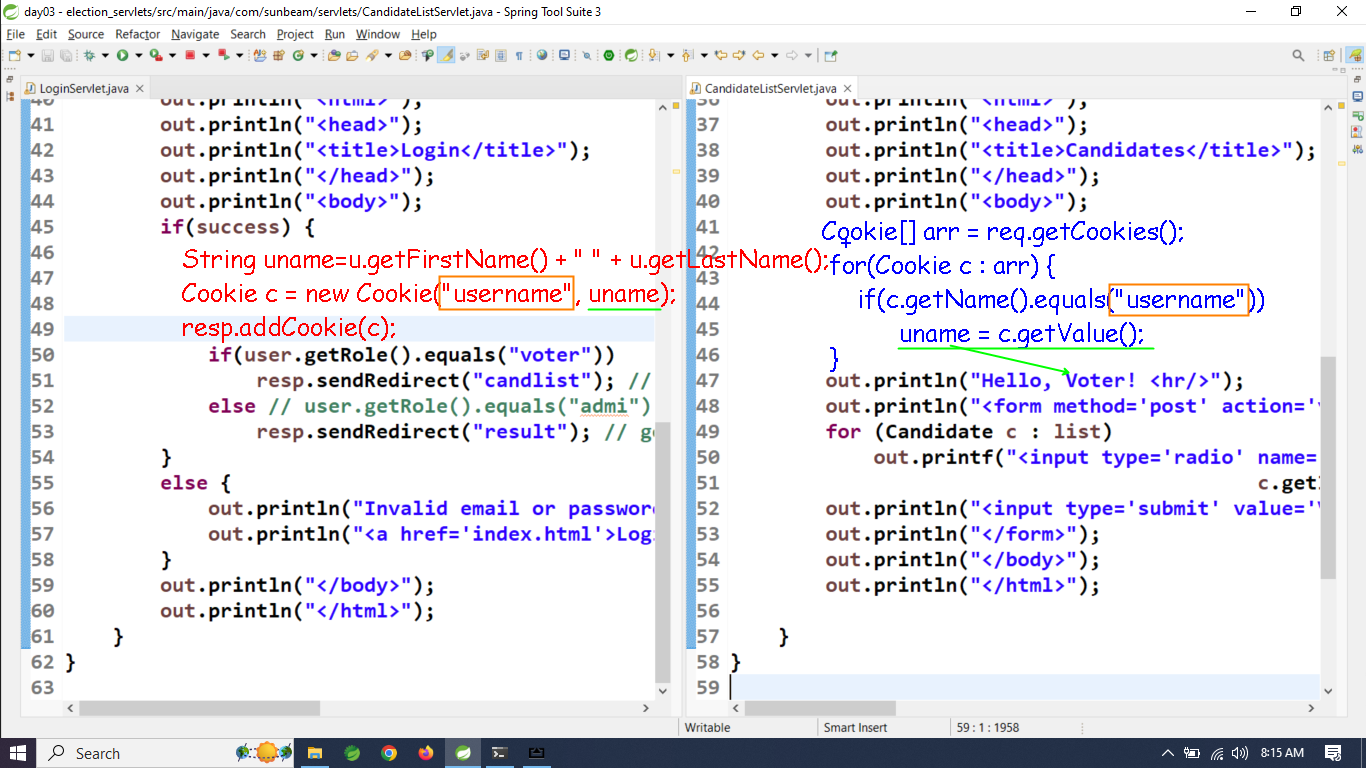 day03 - election_servlets/src/main/java/com/sunbeam/servlets/CandidateListServlet.java - Spring Tool Suite 3
File Edit Source Refactor Navigate Search Project Run Window Help
LoginServlet.java
40 out.println("<html>");
41 out.println("<head>");
42 out.println("<title>Login</title>");
43 out.println("</head>");
44 out.println("<body>");
45 if(success) {
46
String uname=u.getFirstName() + " " + u.getLastName();
47
Cookie c = new Cookie("username", uname);
48
resp.addCookie(c);
49
50 if(user.getRole().equals("voter"))
51 resp.sendRedirect("candlist"); //
52 else // user.getRole().equals("admi")
53 resp.sendRedirect("result"); // g
54 }
55 else {
56 out.println("Invalid email or passwor
57 out.println("<a href='index.html'>Log
58 }
59 out.println("</body>");
60 out.println("</html>");
61 }
62 }
63
CandidateListServlet.java
36 out.println("<html>");
37 out.println("<head>");
38 out.println("<title>Candidates</title>");
39 out.println("</head>");
40 out.println("<body>");
41 Cookie[] arr = req.getCookies();
42
for(Cookie c : arr) {
43
44 if(c.getName().equals("username"))
45 uname = c.getValue();
46 }
47 out.println("Hello, Voter! <hr/>");
48 out.println("<form method='post' action='
49 for (Candidate c : list)
50 out.printf("<input type='radio' name=
51 c.get
52 out.println("<input type='submit' value='
53 out.println("</form>");
54 out.println("</body>");
55 out.println("</html>");
56
57 }
58 }
59
Writable Smart Insert 59 : 1 : 1958
Search 8:15 AM